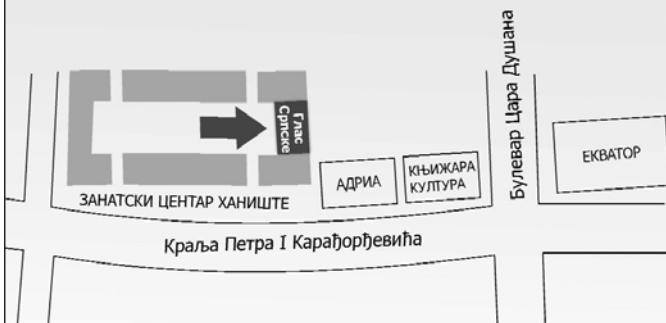 Булевар Цара Душана
Глас
Српске
АДРИА
КЊИЖАРА
КУЛТУРА
ЕКВАТОР
ЗАНАТСКИ ЦЕНТАР ХАНИШТЕ
Краља Петра I Карађорђевића